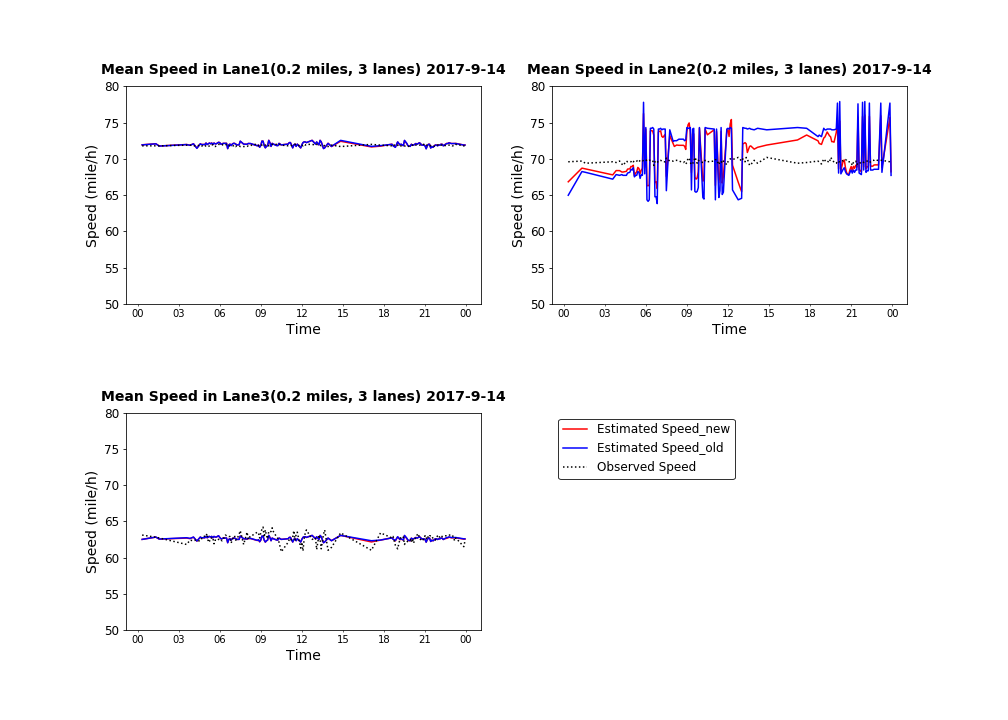 Mean Speed in Lane1(0.2 miles, 3 lanes) 2017-9-14
80
75
70
65
60
55
50
Speed (mile/h)
00 03 06 09 12 15 18 21 00
Time
Mean Speed in Lane2(0.2 miles, 3 lanes) 2017-9-14
80
75
70
65
60
55
50
Speed (mile/h)
00 03 06 09 12 15 18 21 00
Time
Mean Speed in Lane3(0.2 miles, 3 lanes) 2017-9-14
80
75
70
65
60
55
50
Speed (mile/h)
00 03 06 09 12 15 18 21 00
Time
Estimated Speed_new
Estimated Speed_old
Observed Speed